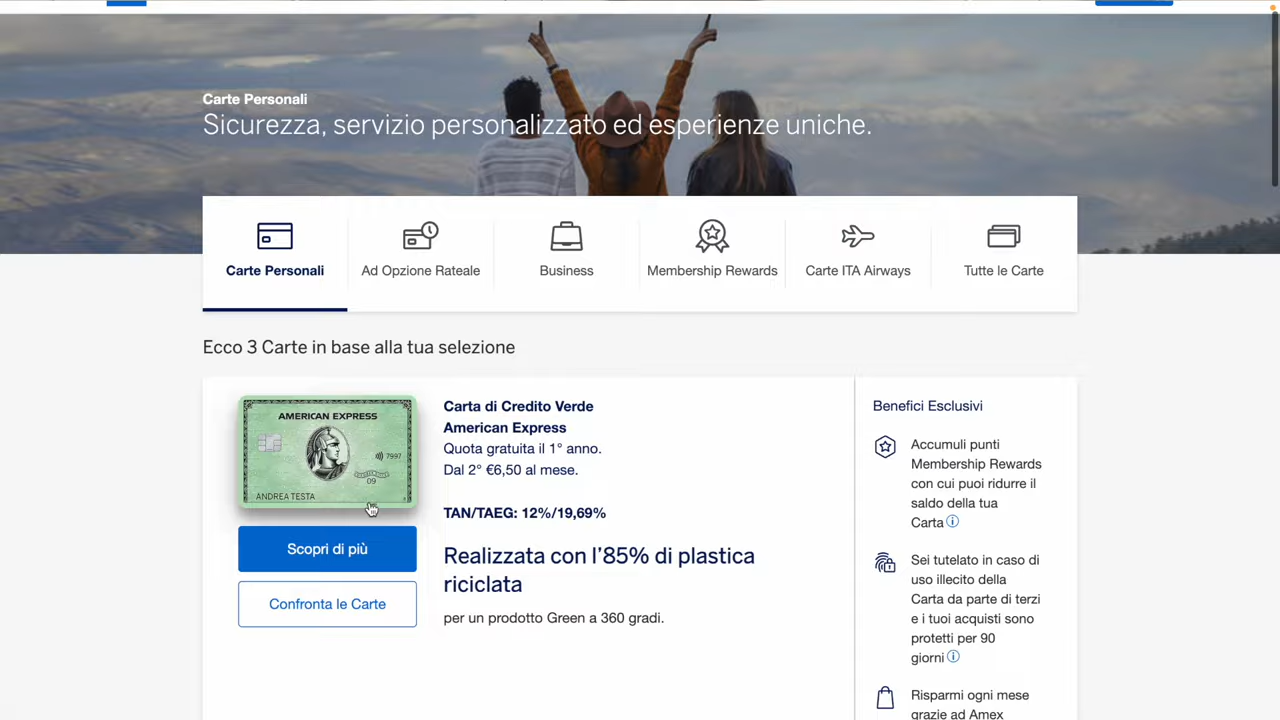 Carte Personali
Sicurezza, servizio personalizzato ed esperienze uniche.
Carte Personali
Ad Opzione Rateale
Business
Membership Rewards
Carte ITA Airways
Tutte le Carte
Ecco 3 Carte in base alla tua selezione
AMERICAN EXPRESS
7997
09
ANDREA TESTA
Scopri di più
Confronta le Carte
Carta di Credito Verde
American Express
Quota gratuita il 1° anno.
Dal 2° €6,50 al mese.
TAN/TAEG: 12%/19,69%
Realizzata con l’85% di plastica
riciclata
per un prodotto Green a 360 gradi.
Benefici Esclusivi
Accumuli punti
Membership Rewards
con cui puoi ridurre il
saldo della tua
Carta
Sei tutelato in caso di
uso illecito della
Carta da parte di terzi
e i tuoi acquisti sono
protetti per 90
giorni
Risparmi ogni mese
grazie ad Amex